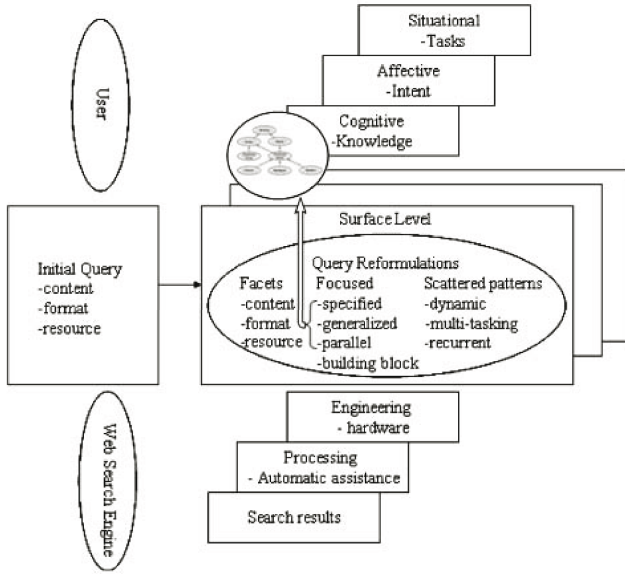 Situational
-Tasks
Affective
-Intent
Cognitive
-Knowledge
User
Surface Level
Initial Query
-content
-format
-resource
Query Reformulations
Facets
-content
-format
-resource
Focused
-specified
-generalized
-parallel
-building block
Scattered patterns
-dynamic
-multi-tasking
-recurrent
Web Search Engine
Engineering
- hardware
Processing
- Automatic assistance
Search results